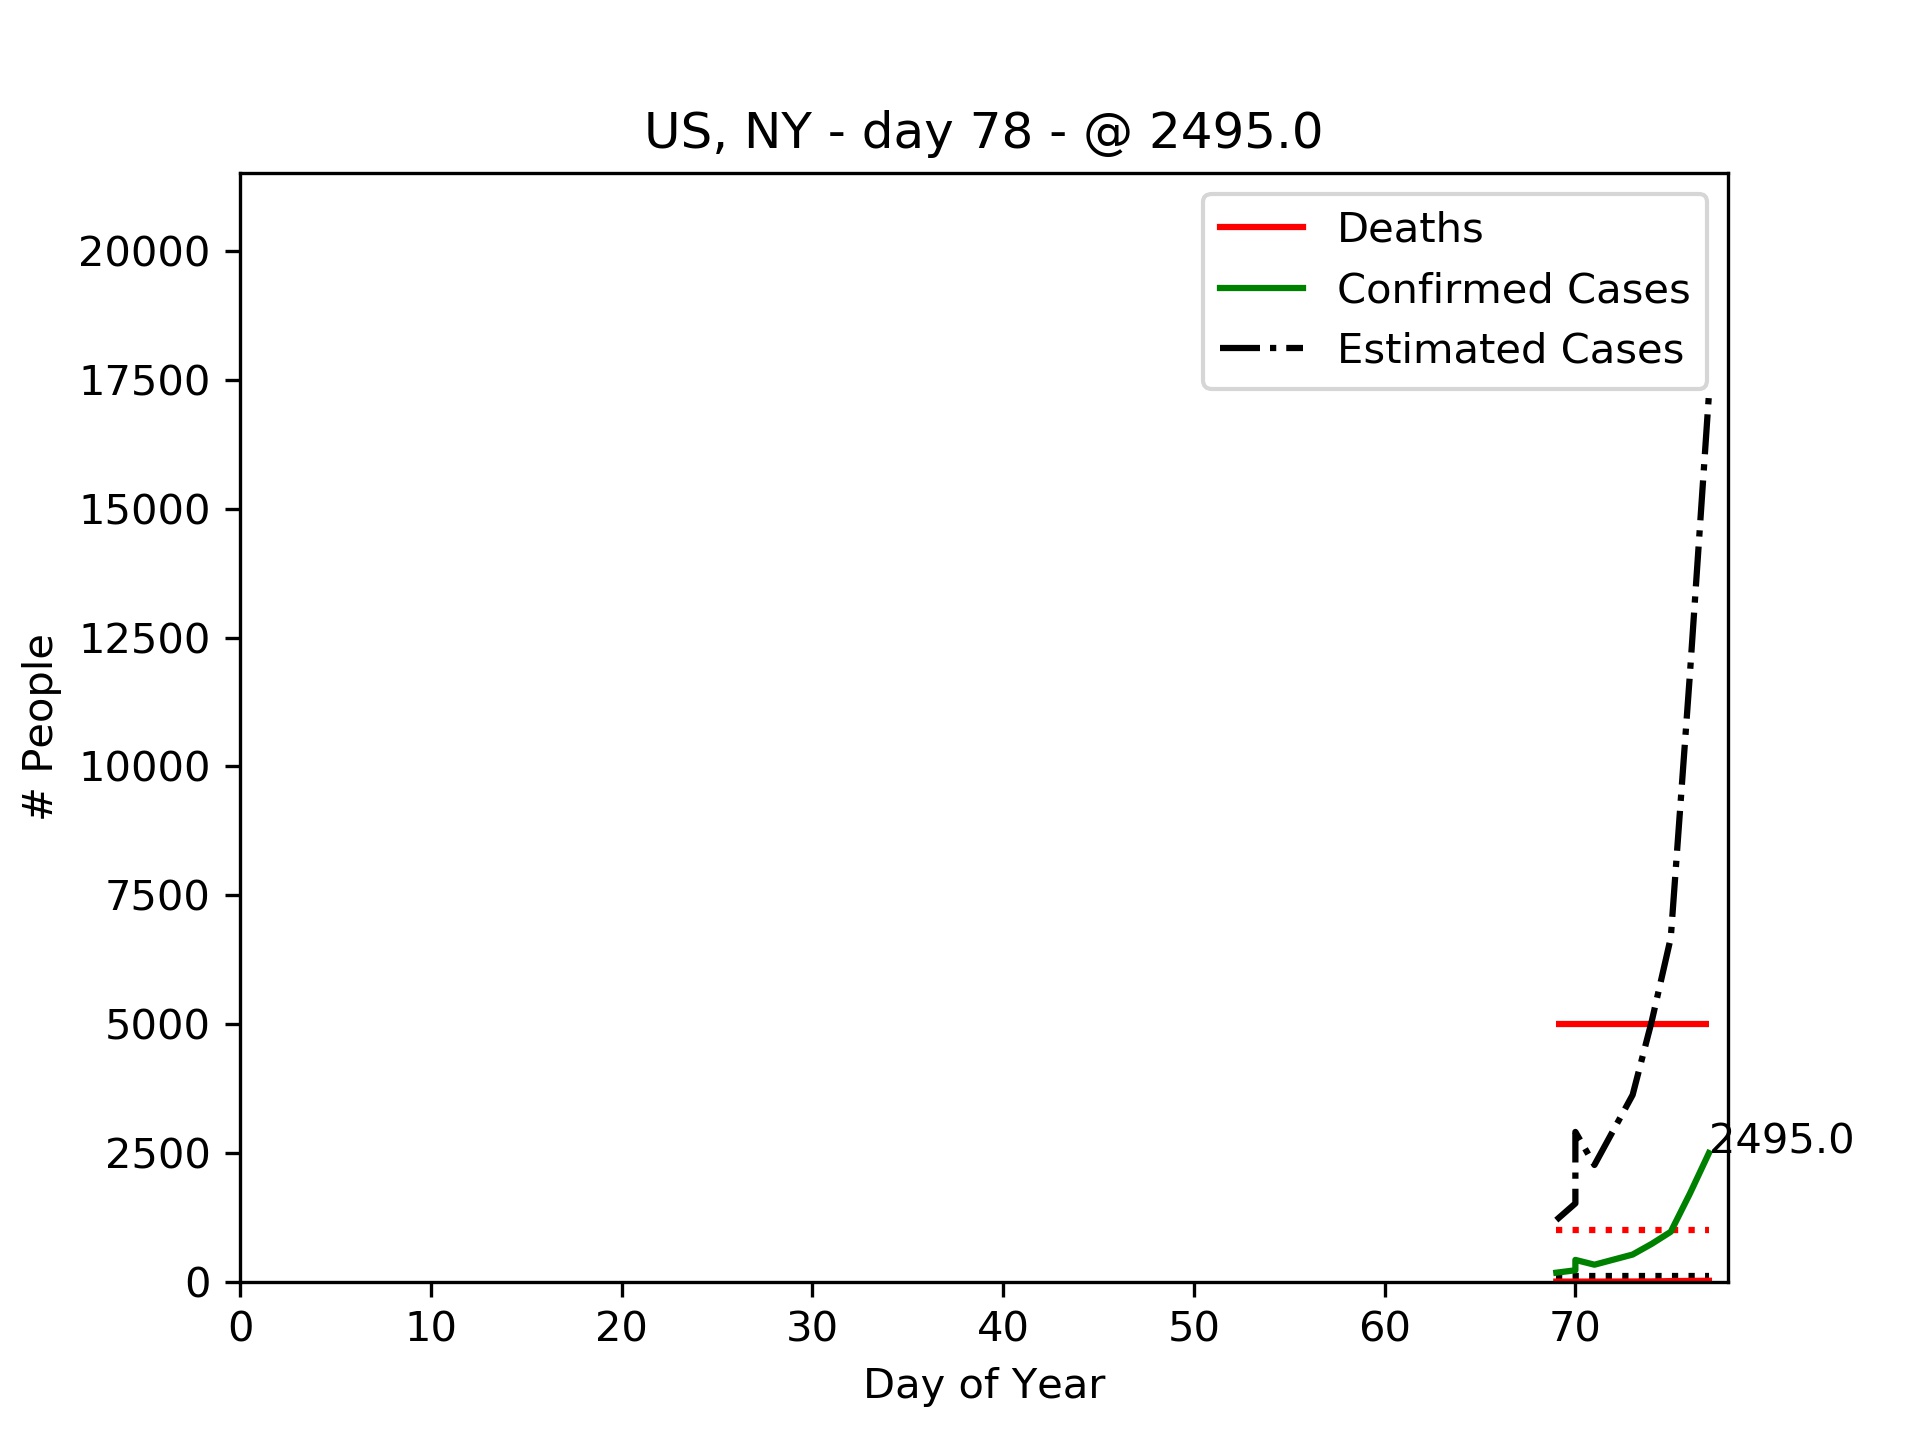 US, NY - day 78 - @ 2495.0
Deaths
Confirmed Cases
Estimated Cases
20000
17500
15000
12500
10000
7500
5000
2500
0
# People
2495.0
0 10 20 30 40 50 60 70
Day of Year